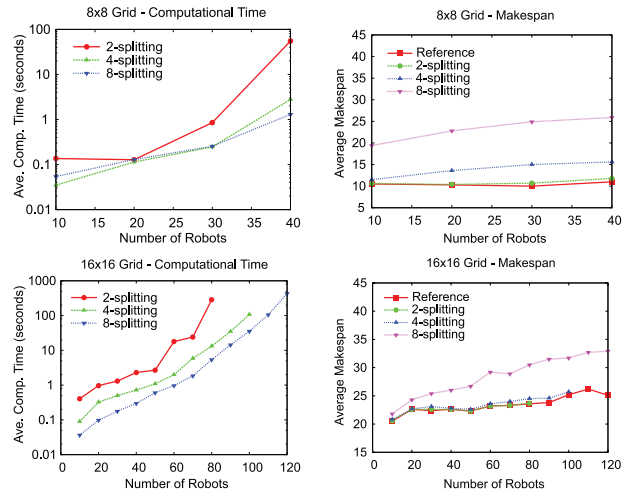 8x8 Grid - Computational Time
Ave. Comp. Time (seconds)
100
10
1
0.1
0.01
2-splitting
4-splitting
8-splitting
10 15 20 25 30 35 40
Number of Robots
8x8 Grid - Makespan
Average Makespan
45
40
35
30
25
20
15
10
5
Reference
2-splitting
4-splitting
8-splitting
10 15 20 25 30 35 40
Number of Robots
16x16 Grid - Computational Time
Ave. Comp. Time (seconds)
1000
100
10
1
0.1
0.01
2-splitting
4-splitting
8-splitting
0 20 40 60 80 100 120
Number of Robots
16x16 Grid - Makespan
Average Makespan
45
40
35
30
25
20
15
Reference
2-splitting
4-splitting
8-splitting
0 20 40 60 80 100 120
Number of Robots